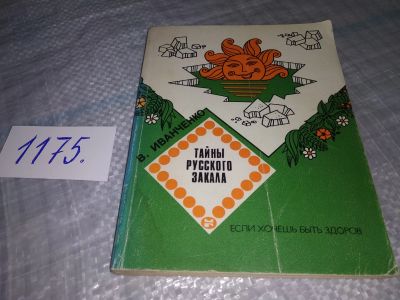 1175.
В. ИВАНЧЕНКО
ТАЙНЫ
РУССКОГО
ЗАКАЛА
ЕСЛИ ХОЧЕШЬ БЫТЬ ЗДОРОВ